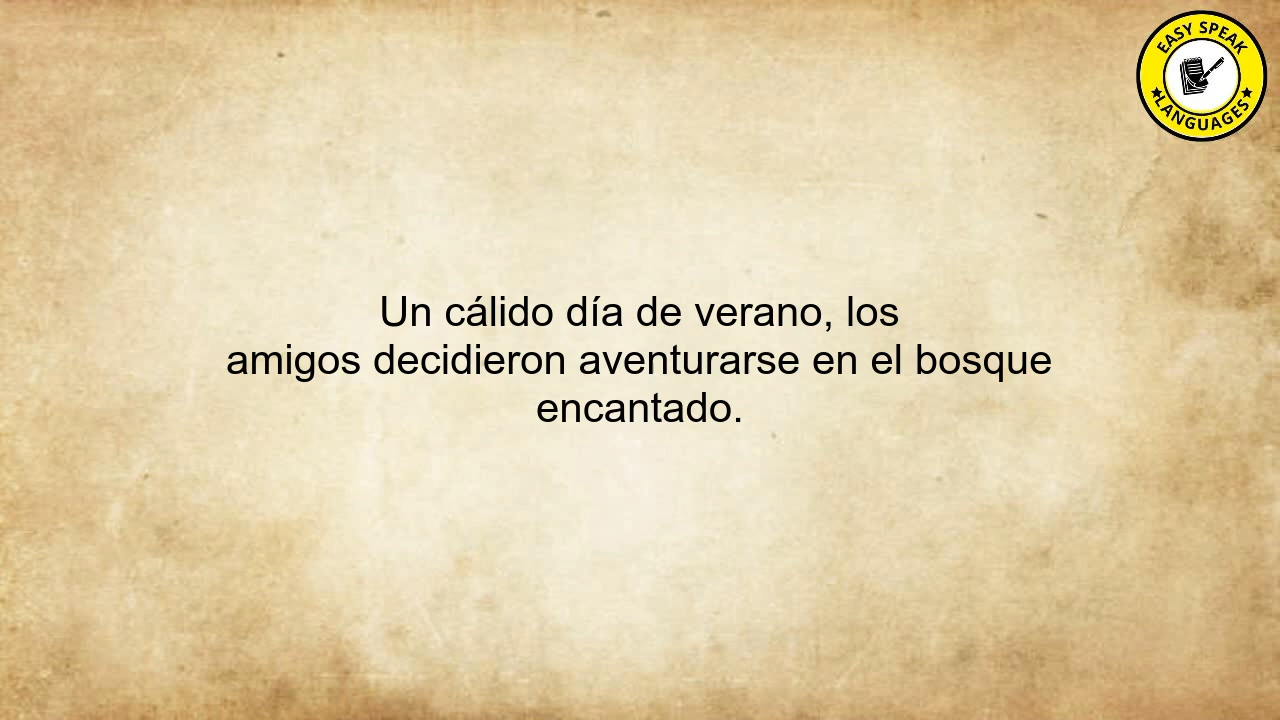 EASY SPEAK
LANGUAGES
Un cálido día de verano, los
amigos decidieron aventurarse en el bosque
encantado.